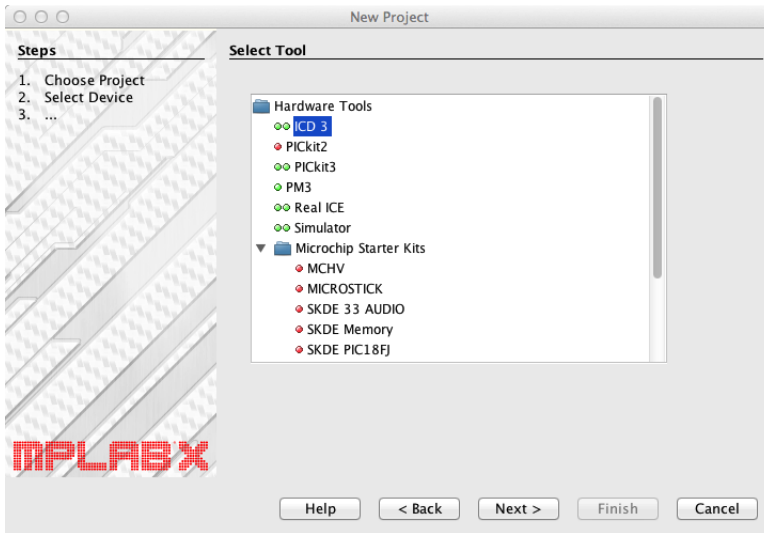 New Project
Steps
1. Choose Project
2. Select Device
3. ...
Select Tool
Hardware Tools
ICD 3
PICkit2
PICkit3
PM3
Real ICE
Simulator
Microchip Starter Kits
MCHV
MICROSTICK
SKDE 33 AUDIO
SKDE Memory
SKDE PIC18FJ
MPLABX
Help < Back Next > Finish Cancel